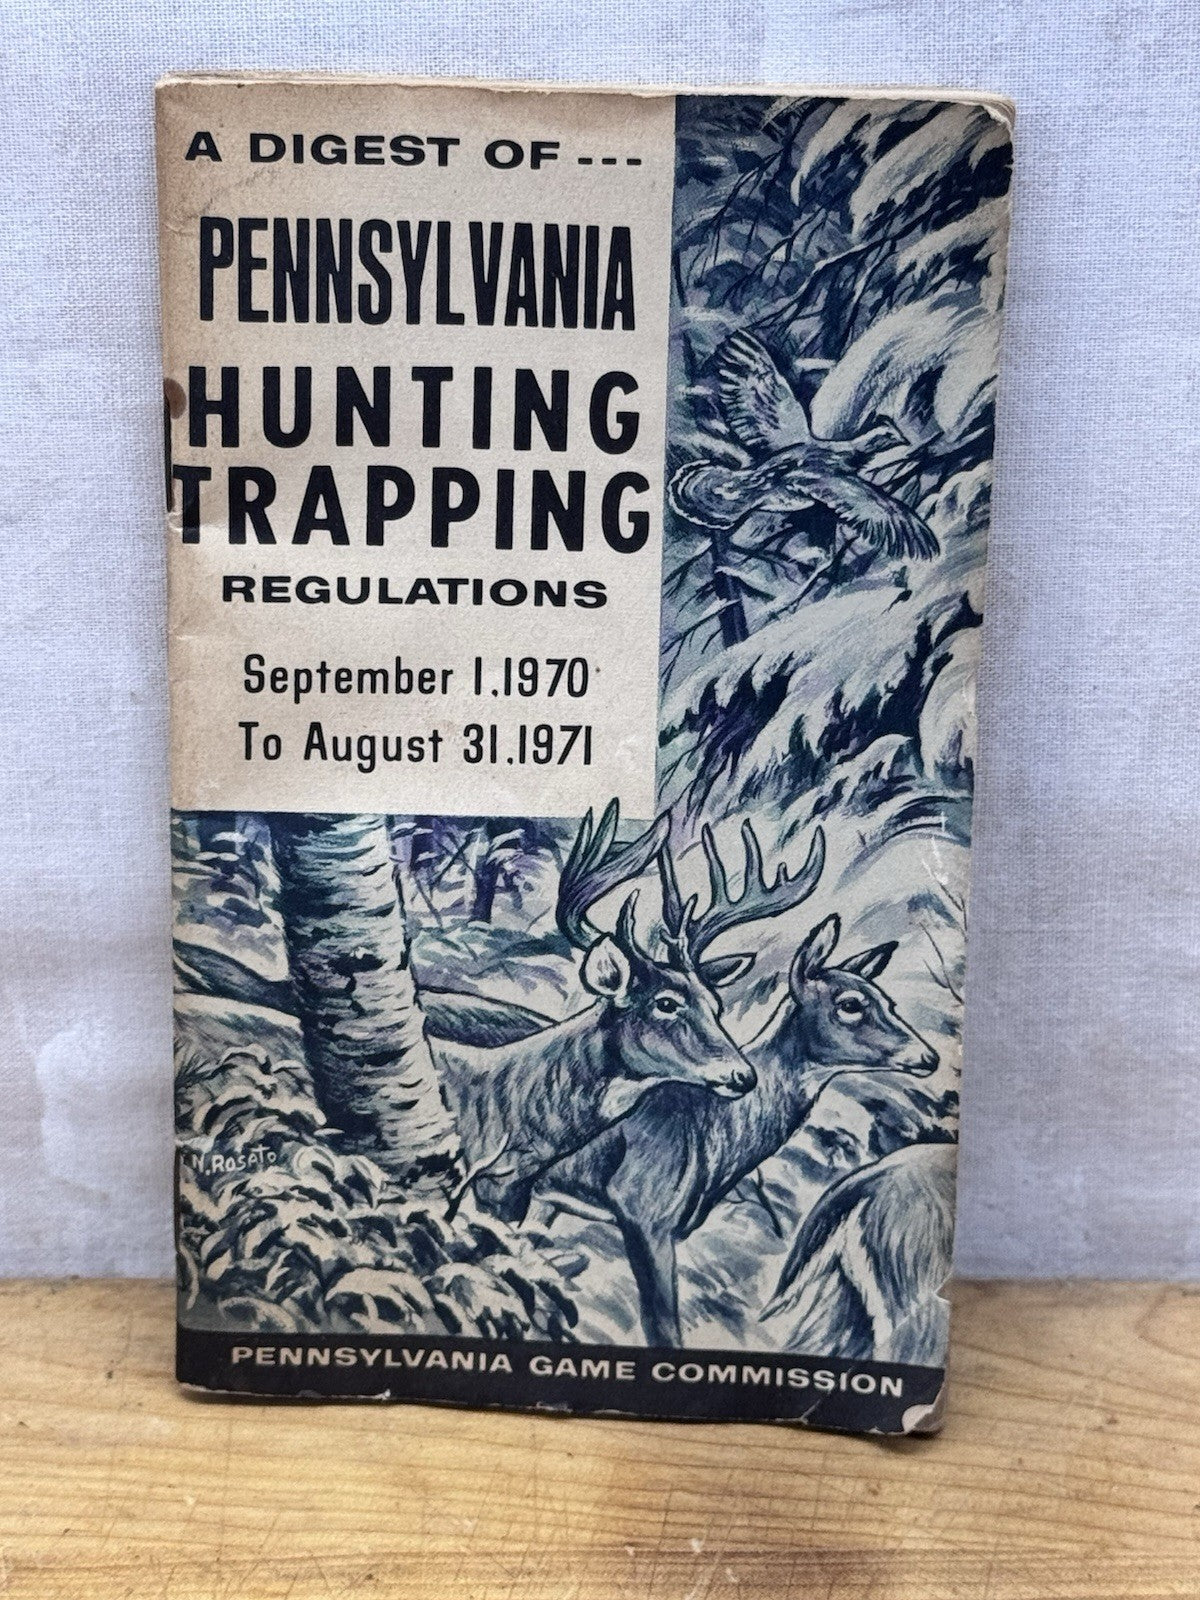 A DIGEST OF ---
PENNSYLVANIA
HUNTING
TRAPPING
REGULATIONS
September 1, 1970
To August 31, 1971
N. ROSATO
PENNSYLVANIA GAME COMMISSION